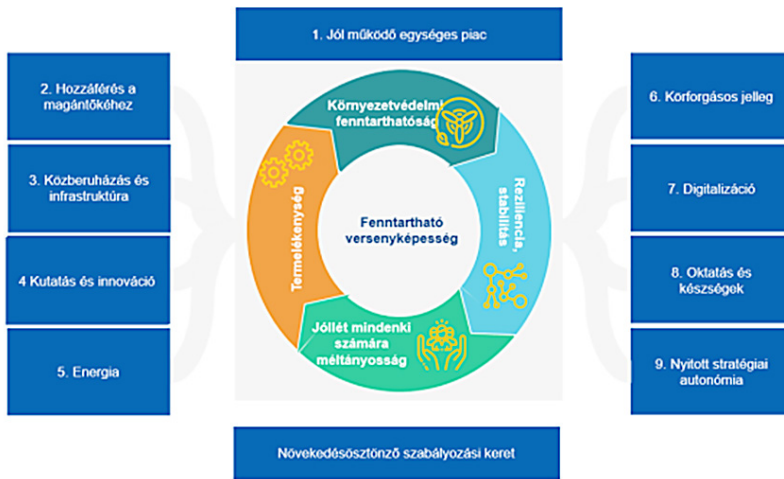 1. Jól működő egységes piac
2. Hozzáférés a
magántőkéhez
3. Közberuházás és
infrastruktúra
4 Kutatás és innováció
5. Energia
Környezetvédelmi
fenntarthatóság
Termelékenység
Fenntartható
versenyképesség
Reziliencia,
stabilitás
Jóllét mindenki
számára
méltányosság
6. Körforgásos jelleg
7. Digitalizáció
8. Oktatás és
készségek
9. Nyitott stratégiai
autonómia
Növekedésösztönző szabályozási keret